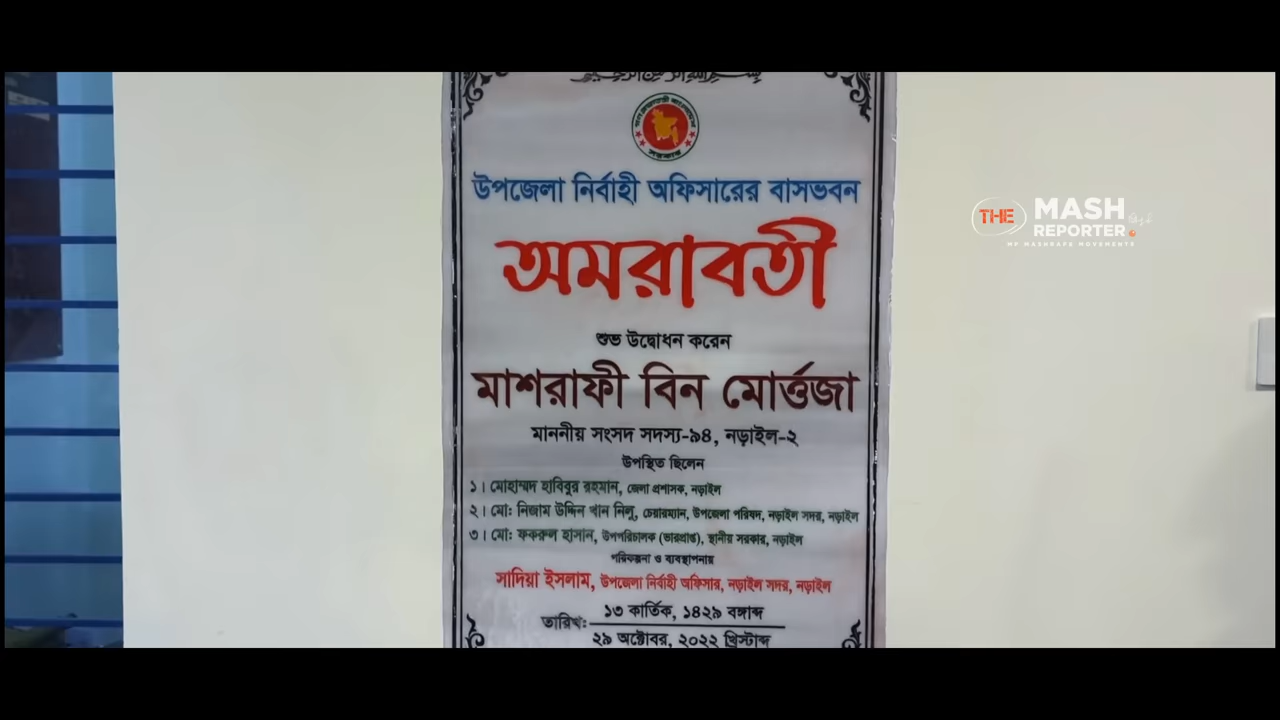 উপজেলা নির্বাহী অফিসারের বাসভবন
অমরাবতী
শুভ উদ্বোধন করেন
মাশরাফী বিন মোর্ত্তজা
মাননীয় সংসদ সদস্য-৯৪, নড়াইল-২
উপস্থিত ছিলেন
১। মোহাম্মদ হাবিবুর রহমান, জেলা প্রশাসক, নড়াইল
২। মো: নিজাম উদ্দিন খান নিলু, চেয়ারম্যান, উপজেলা পরিষদ, নড়াইল সদর, নড়াইল
৩। মো: ফকরুল হাসান, উপপরিচালক (ভারপ্রাপ্ত), স্থানীয় সরকার, নড়াইল
পরিকল্পনা ও ব্যবস্থাপনায়
সাদিয়া ইসলাম, উপজেলা নির্বাহী অফিসার, নড়াইল সদর, নড়াইল
তারিখ: ১৩ কার্তিক, ১৪২৯ বঙ্গাব্দ
২৯ অক্টোবর, ২০২২ খ্রিস্টাব্দ
THE MASH
REPORTER
MP MASHRAFE MOVEMENTS